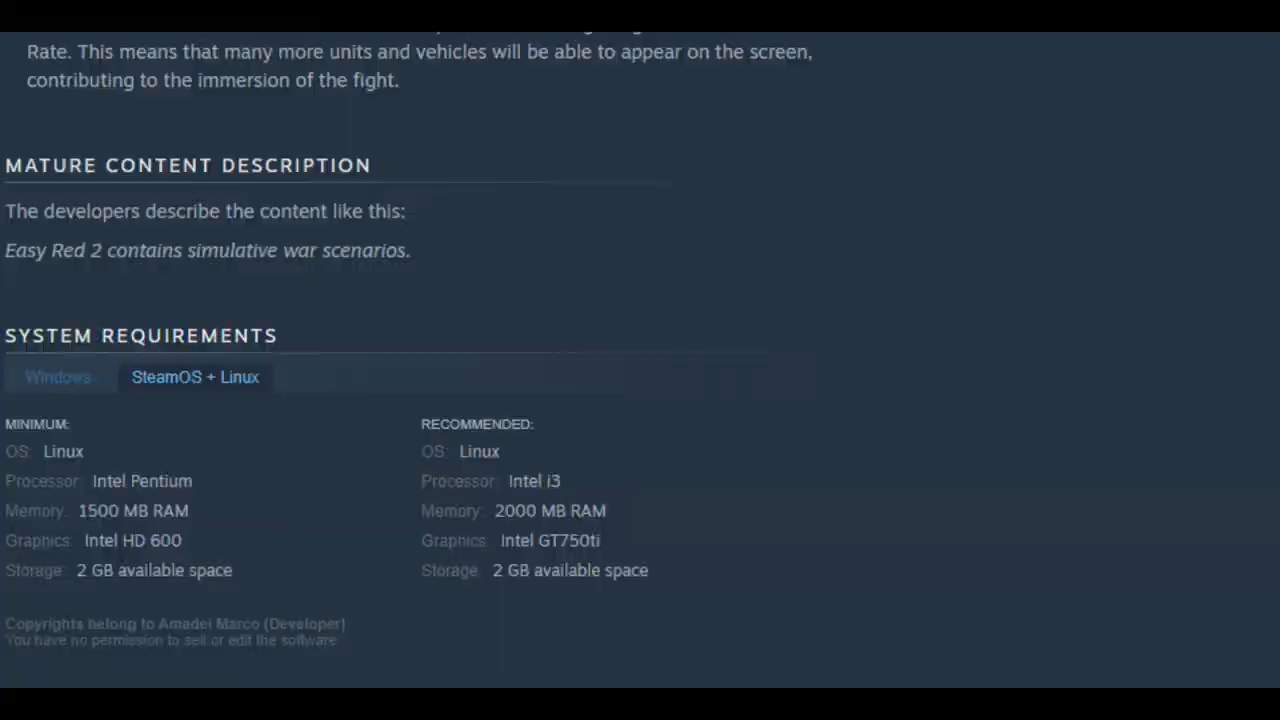 Rate. This means that many more units and vehicles will be able to appear on the screen,
contributing to the immersion of the fight.
MATURE CONTENT DESCRIPTION
The developers describe the content like this:
Easy Red 2 contains simulative war scenarios.
SYSTEM REQUIREMENTS
Windows SteamOS + Linux
MINIMUM:
OS: Linux
Processor: Intel Pentium
Memory: 1500 MB RAM
Graphics: Intel HD 600
Storage: 2 GB available space
RECOMMENDED:
OS: Linux
Processor: Intel i3
Memory: 2000 MB RAM
Graphics: Intel GT750ti
Storage: 2 GB available space
Copyrights belong to Amadei Marco (Developer)
You have no permission to sell or edit the software